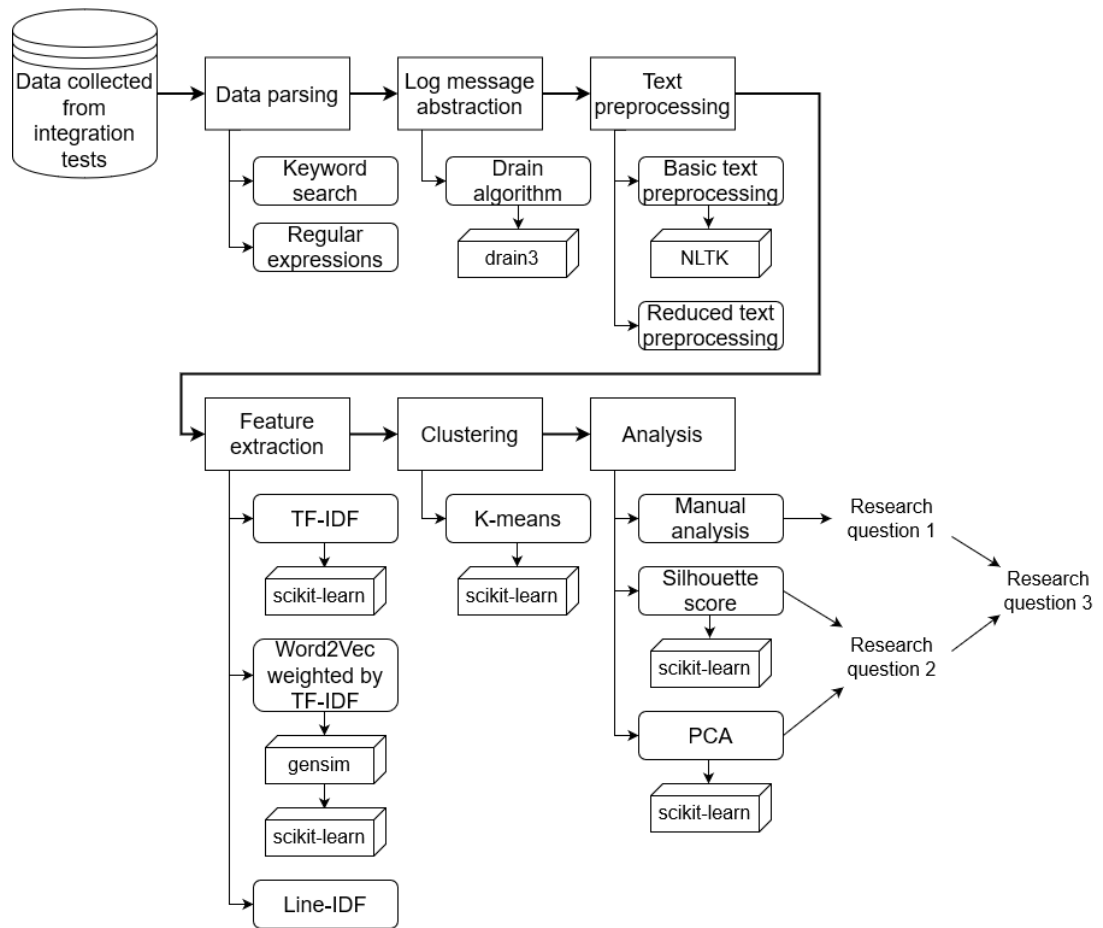 Data collected
from
integration
tests
Data parsing
Log message
abstraction
Text
preprocessing
Keyword
search
Regular
expressions
Drain
algorithm
drain3
Basic text
preprocessing
NLTK
Reduced text
preprocessing
Feature
extraction
Clustering
Analysis
TF-IDF
scikit-learn
Word2Vec
weighted by
TF-IDF
gensim
scikit-learn
Line-IDF
K-means
scikit-learn
Manual
analysis
Silhouette
score
scikit-learn
PCA
scikit-learn
Research
question 1
Research
question 2
Research
question 3